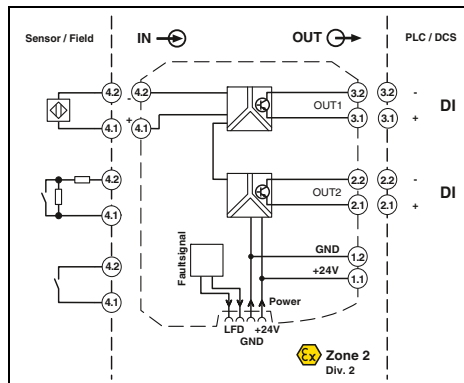 Sensor / Field
IN
OUT
PLC / DCS
4.2
4.2
3.2
3.2
-
-
OUT1
DI
+
4.1
4.1
3.1
3.1
+
4.2
2.2
2.2
-
OUT2
DI
4.1
2.1
2.1
+
Faultsignal
GND
1.2
4.2
+24V
1.1
4.1
Power
LFD
+24V
GND
Ex
Zone 2
Div. 2